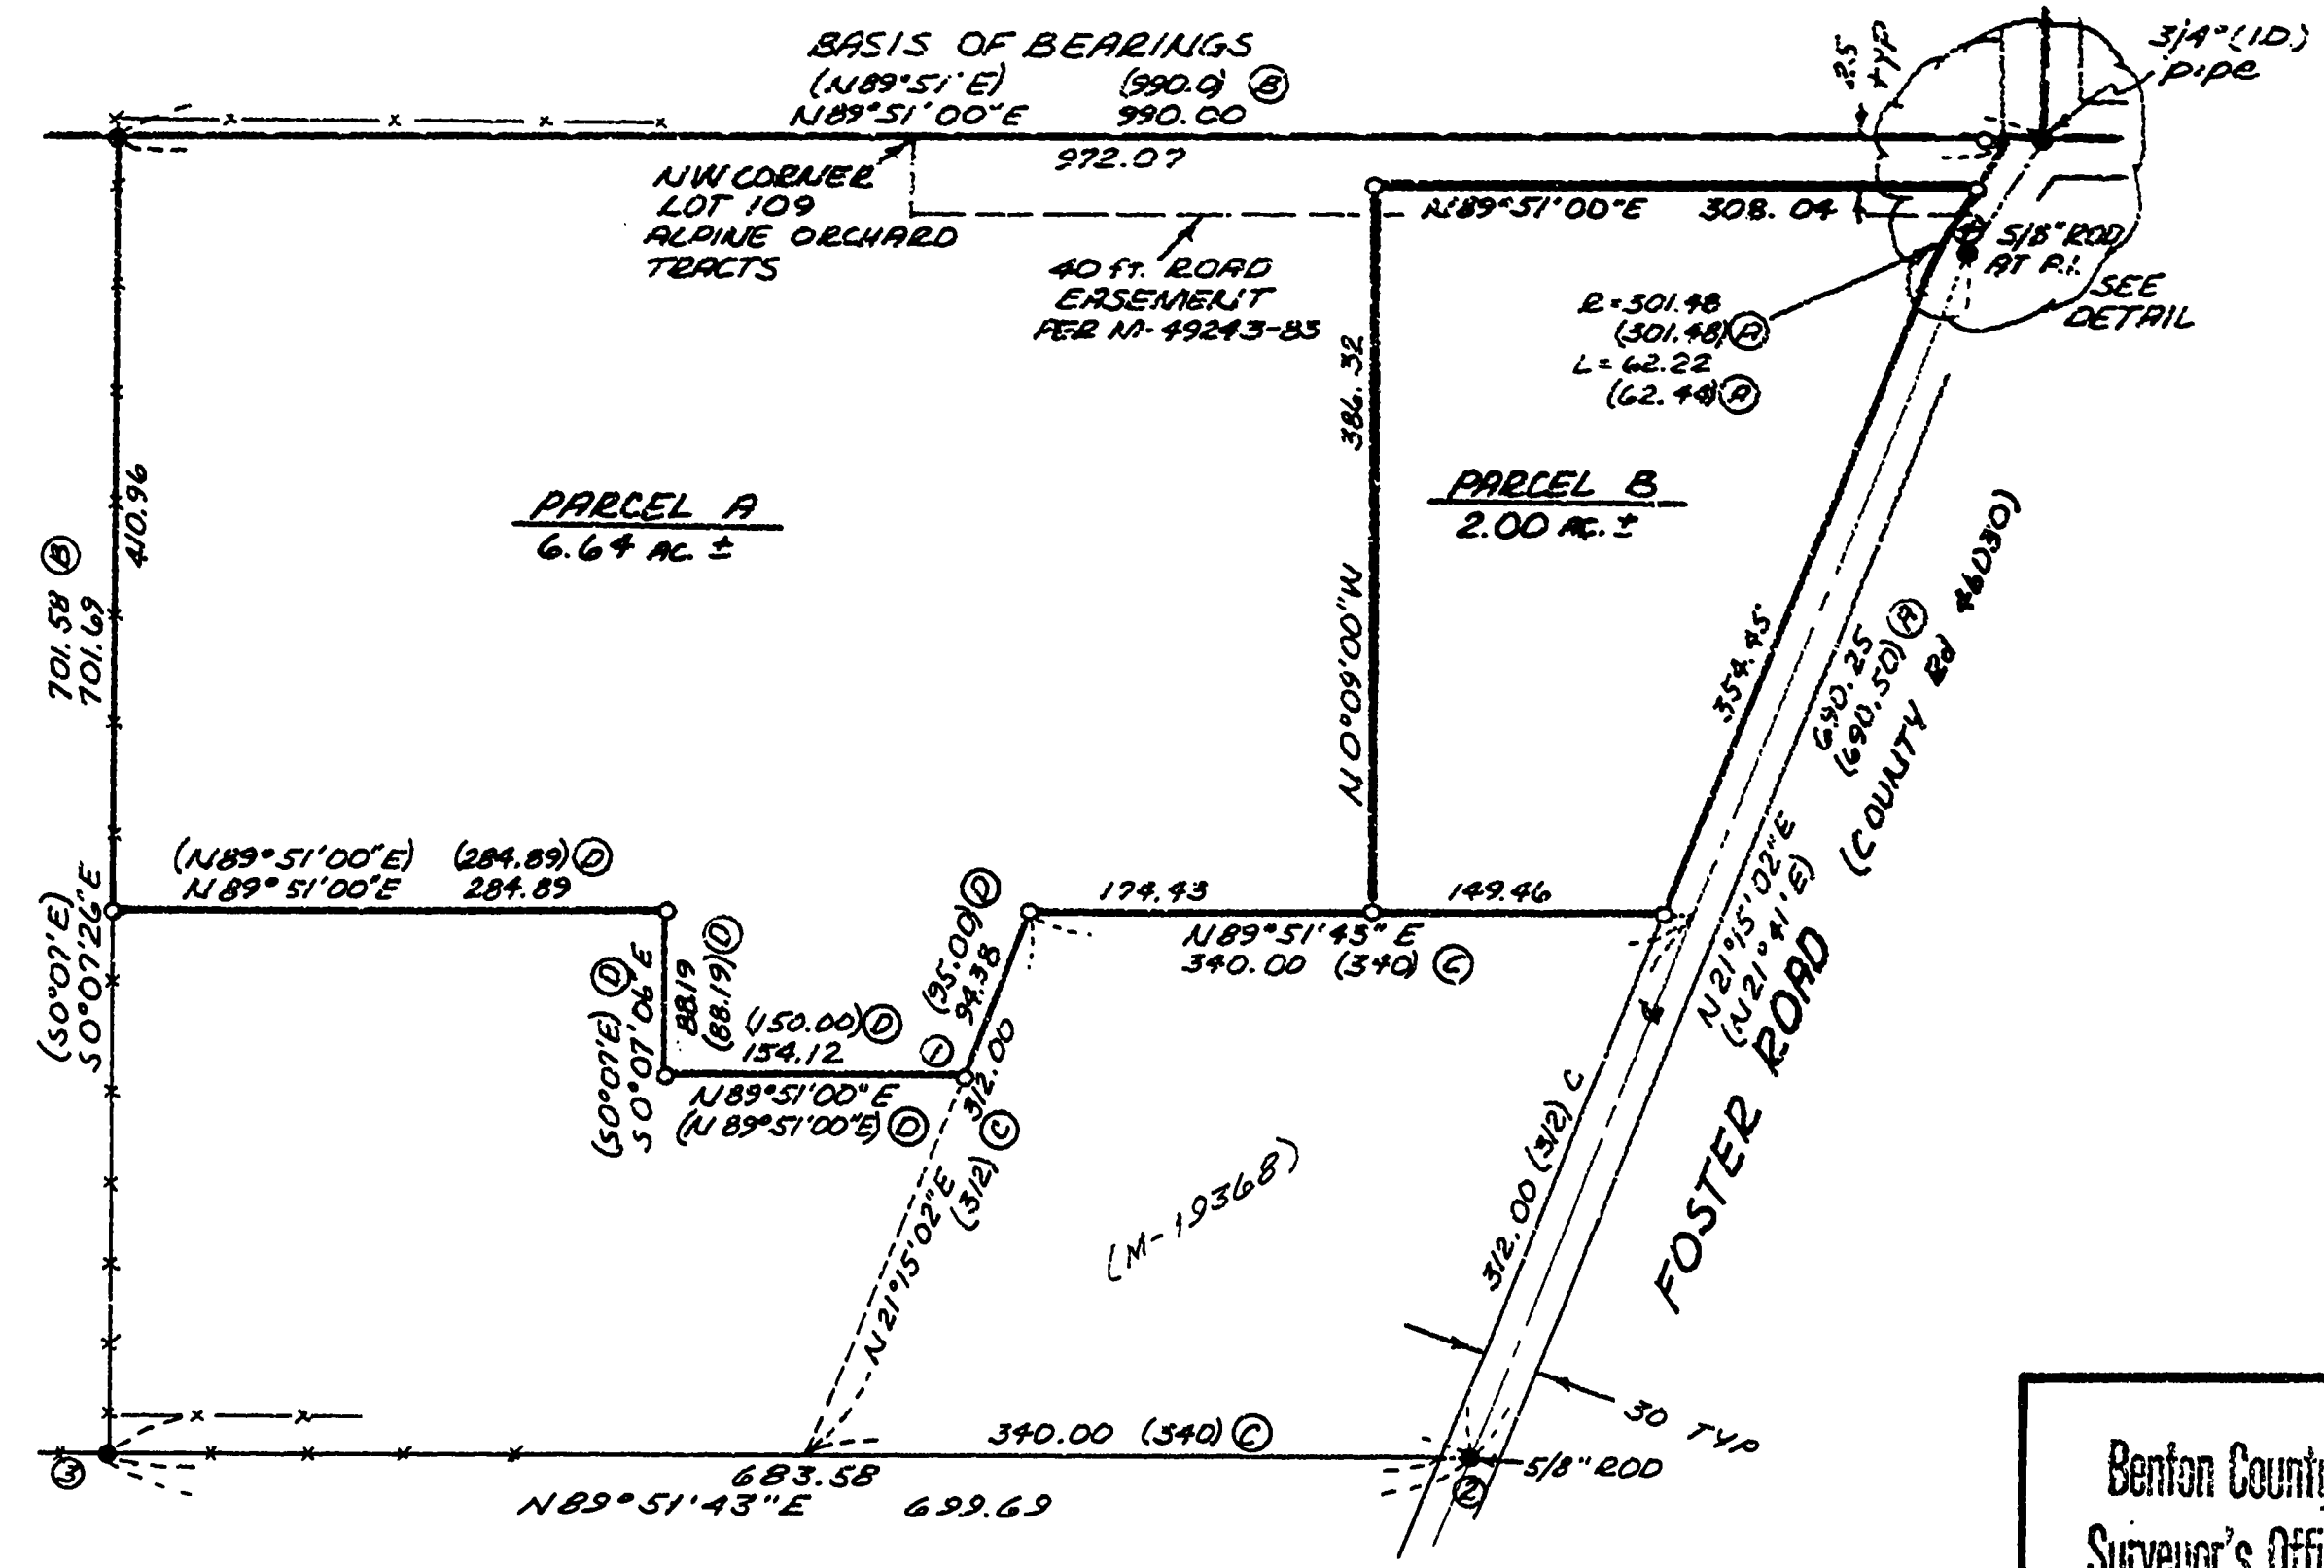 BASIS OF BEARINGS
(N89°51'E) (990.0) B
N89°51'00"E 990.00
972.07
2.5
TYP
3/4"(I.D.)
pipe
NW CORNER
LOT 109
ALPINE ORCHARD
TRACTS
40 FT. ROAD
EASEMENT
PER M-49243-83
N89°51'00"E 308.04
5/8" ROD
AT P.I.
SEE
DETAIL
R=301.48
(301.48) A
L=62.22
(62.44) A
386.32
N0°09'00"W
PARCEL A
6.64 AC. ±
PARCEL B
2.00 AC. ±
410.96
701.58 B
701.69
(S0°07'E)
S0°07'26"E
354.45
690.25
(690.50) A
(COUNTY Rd 46030)
N21°15'02"E
(N21°41'E)
FOSTER ROAD
(N89°51'00"E) (284.89) D
N89°51'00"E 284.89
(S0°07'E) D
S0°07'06"E
88.19
(88.19) D
(150.00) D
154.12
N89°51'00"E
(N89°51'00"E) D
(95.00) D
94.38
1
312.00
N21°15'02"E
(312) C
174.43
149.46
N89°51'43"E
340.00 (340) C
℄
(M-19368)
312.00 (312) C
30 TYP
340.00 (340) C
5/8" ROD
2
3
683.58
N89°51'43"E 699.69
Benton Count
Surveyor's Offi